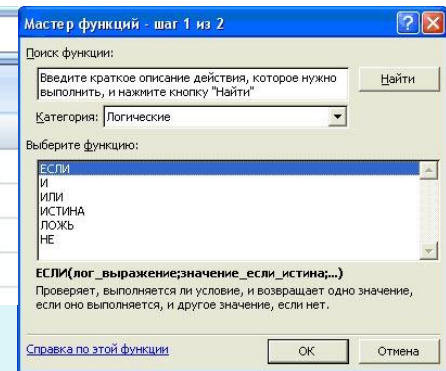 Мастер функций - шаг 1 из 2
Поиск функции:
Введите краткое описание действия, которое нужно
выполнить, и нажмите кнопку "Найти"
Найти
Категория: Логические
Выберите функцию:
ЕСЛИ
И
ИЛИ
ИСТИНА
ЛОЖЬ
НЕ
ЕСЛИ(лог_выражение;значение_если_истина;...)
Проверяет, выполняется ли условие, и возвращает одно значение,
если оно выполняется, и другое значение, если нет.
Справка по этой функции
ОК
Отмена